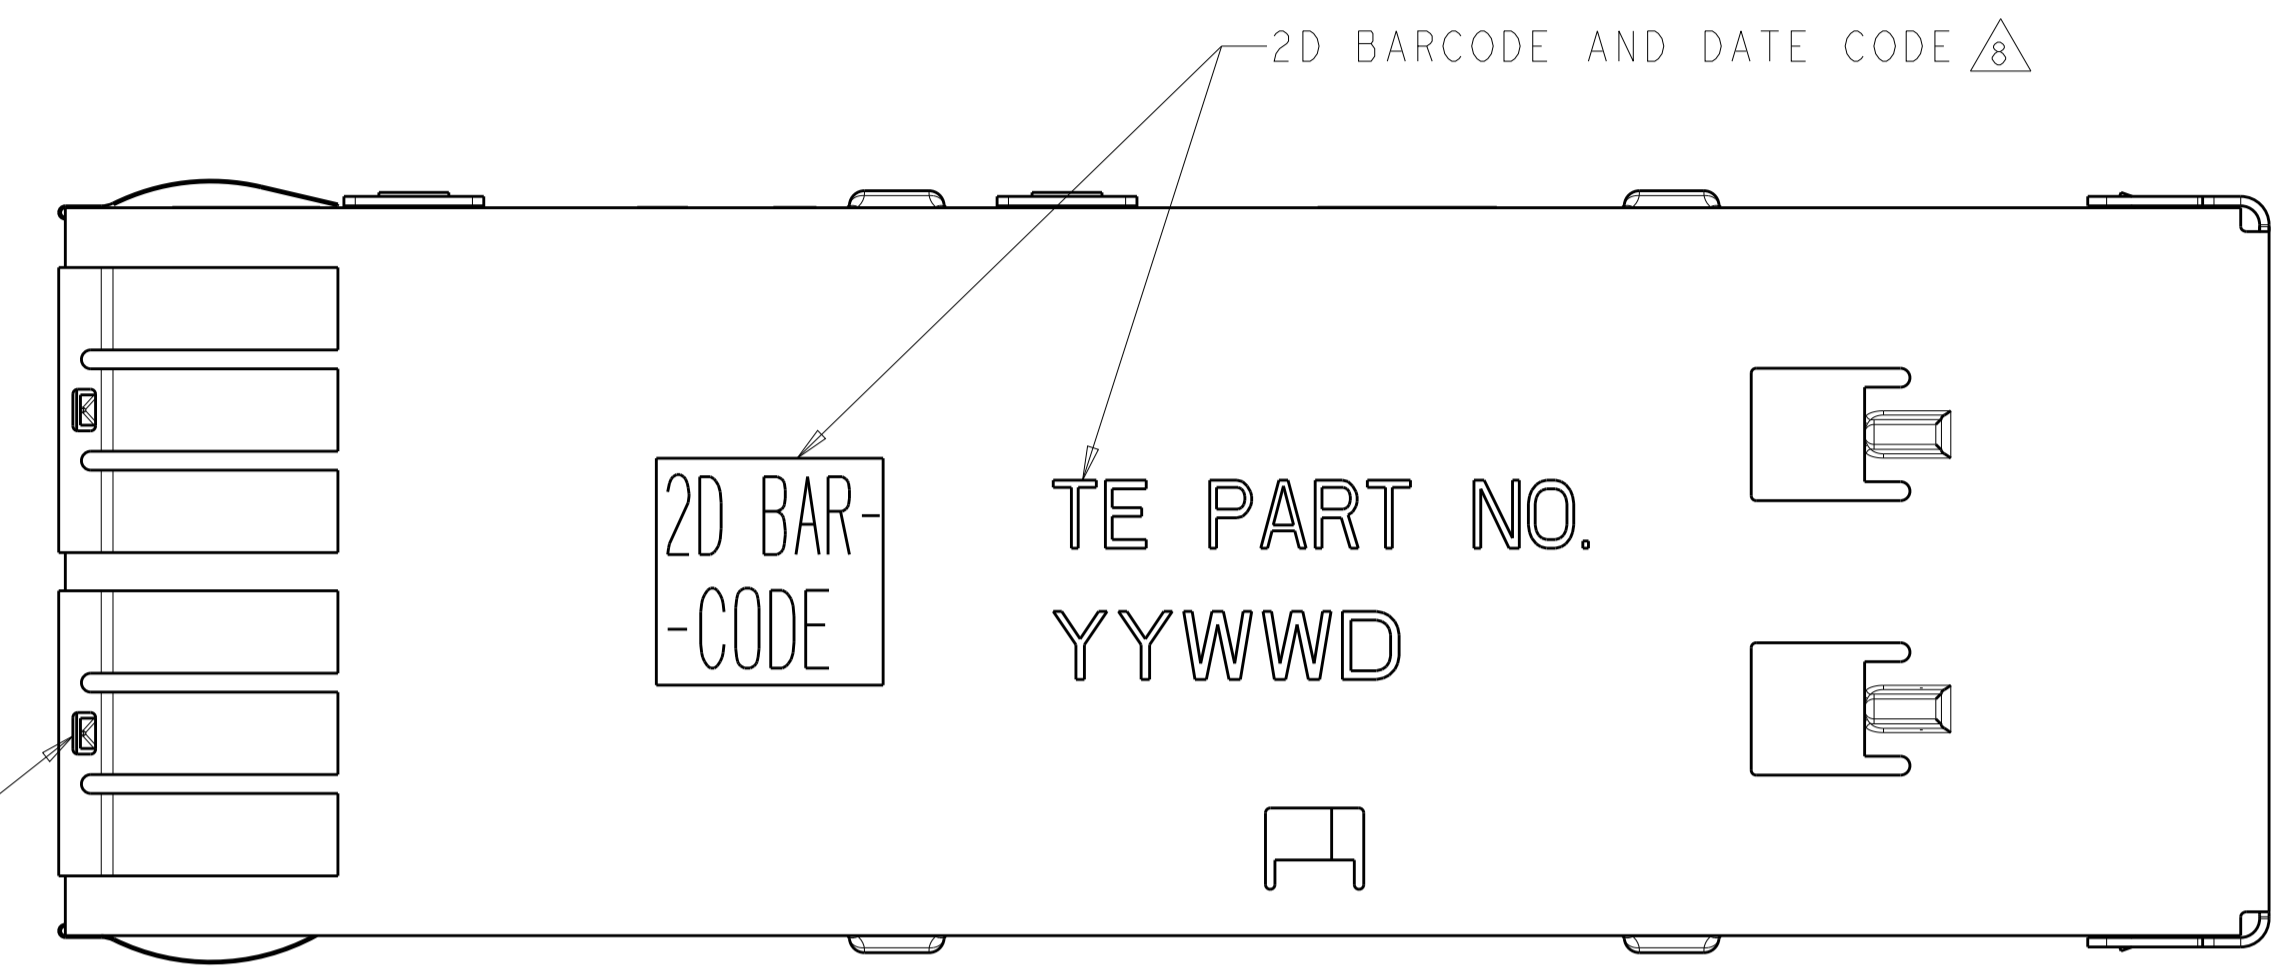 2D BARCODE AND DATE CODE 8
2D BAR-
-CODE
TE PART NO.
YYWWD